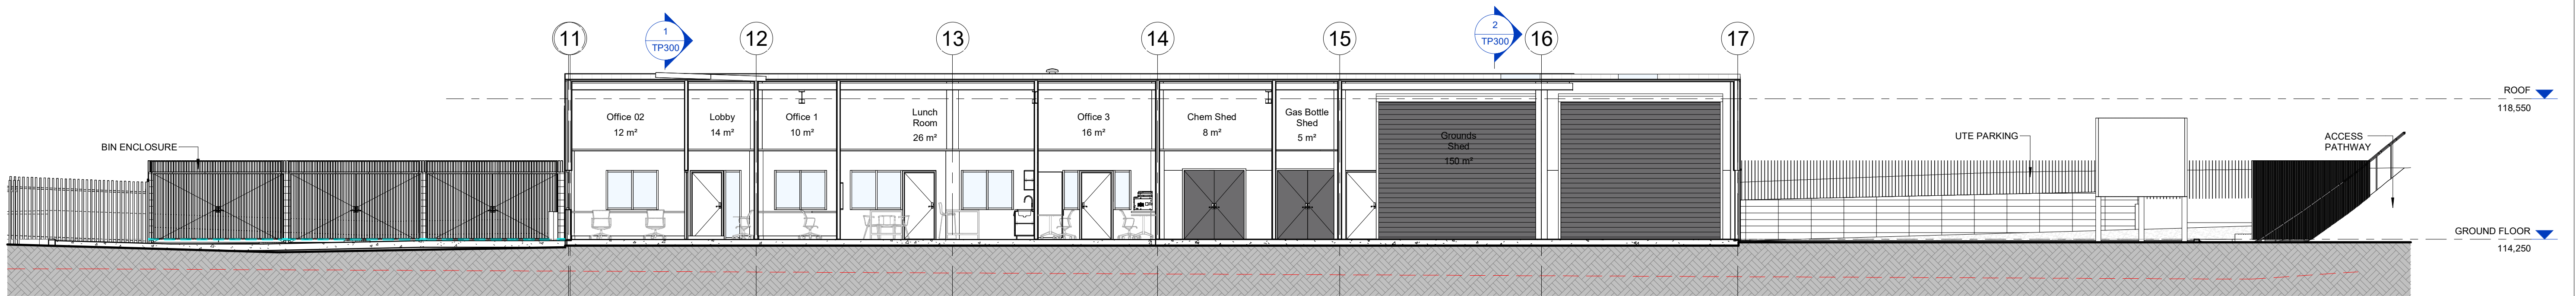 11
1
TP300
12
13
14
15
2
TP300
16
17
ROOF
118,550
Office 02
12 m²
Lobby
14 m²
Office 1
10 m²
Lunch
Room
26 m²
Office 3
16 m²
Chem Shed
8 m²
Gas Bottle
Shed
5 m²
Grounds
Shed
150 m²
BIN ENCLOSURE
UTE PARKING
ACCESS
PATHWAY
GROUND FLOOR
114,250